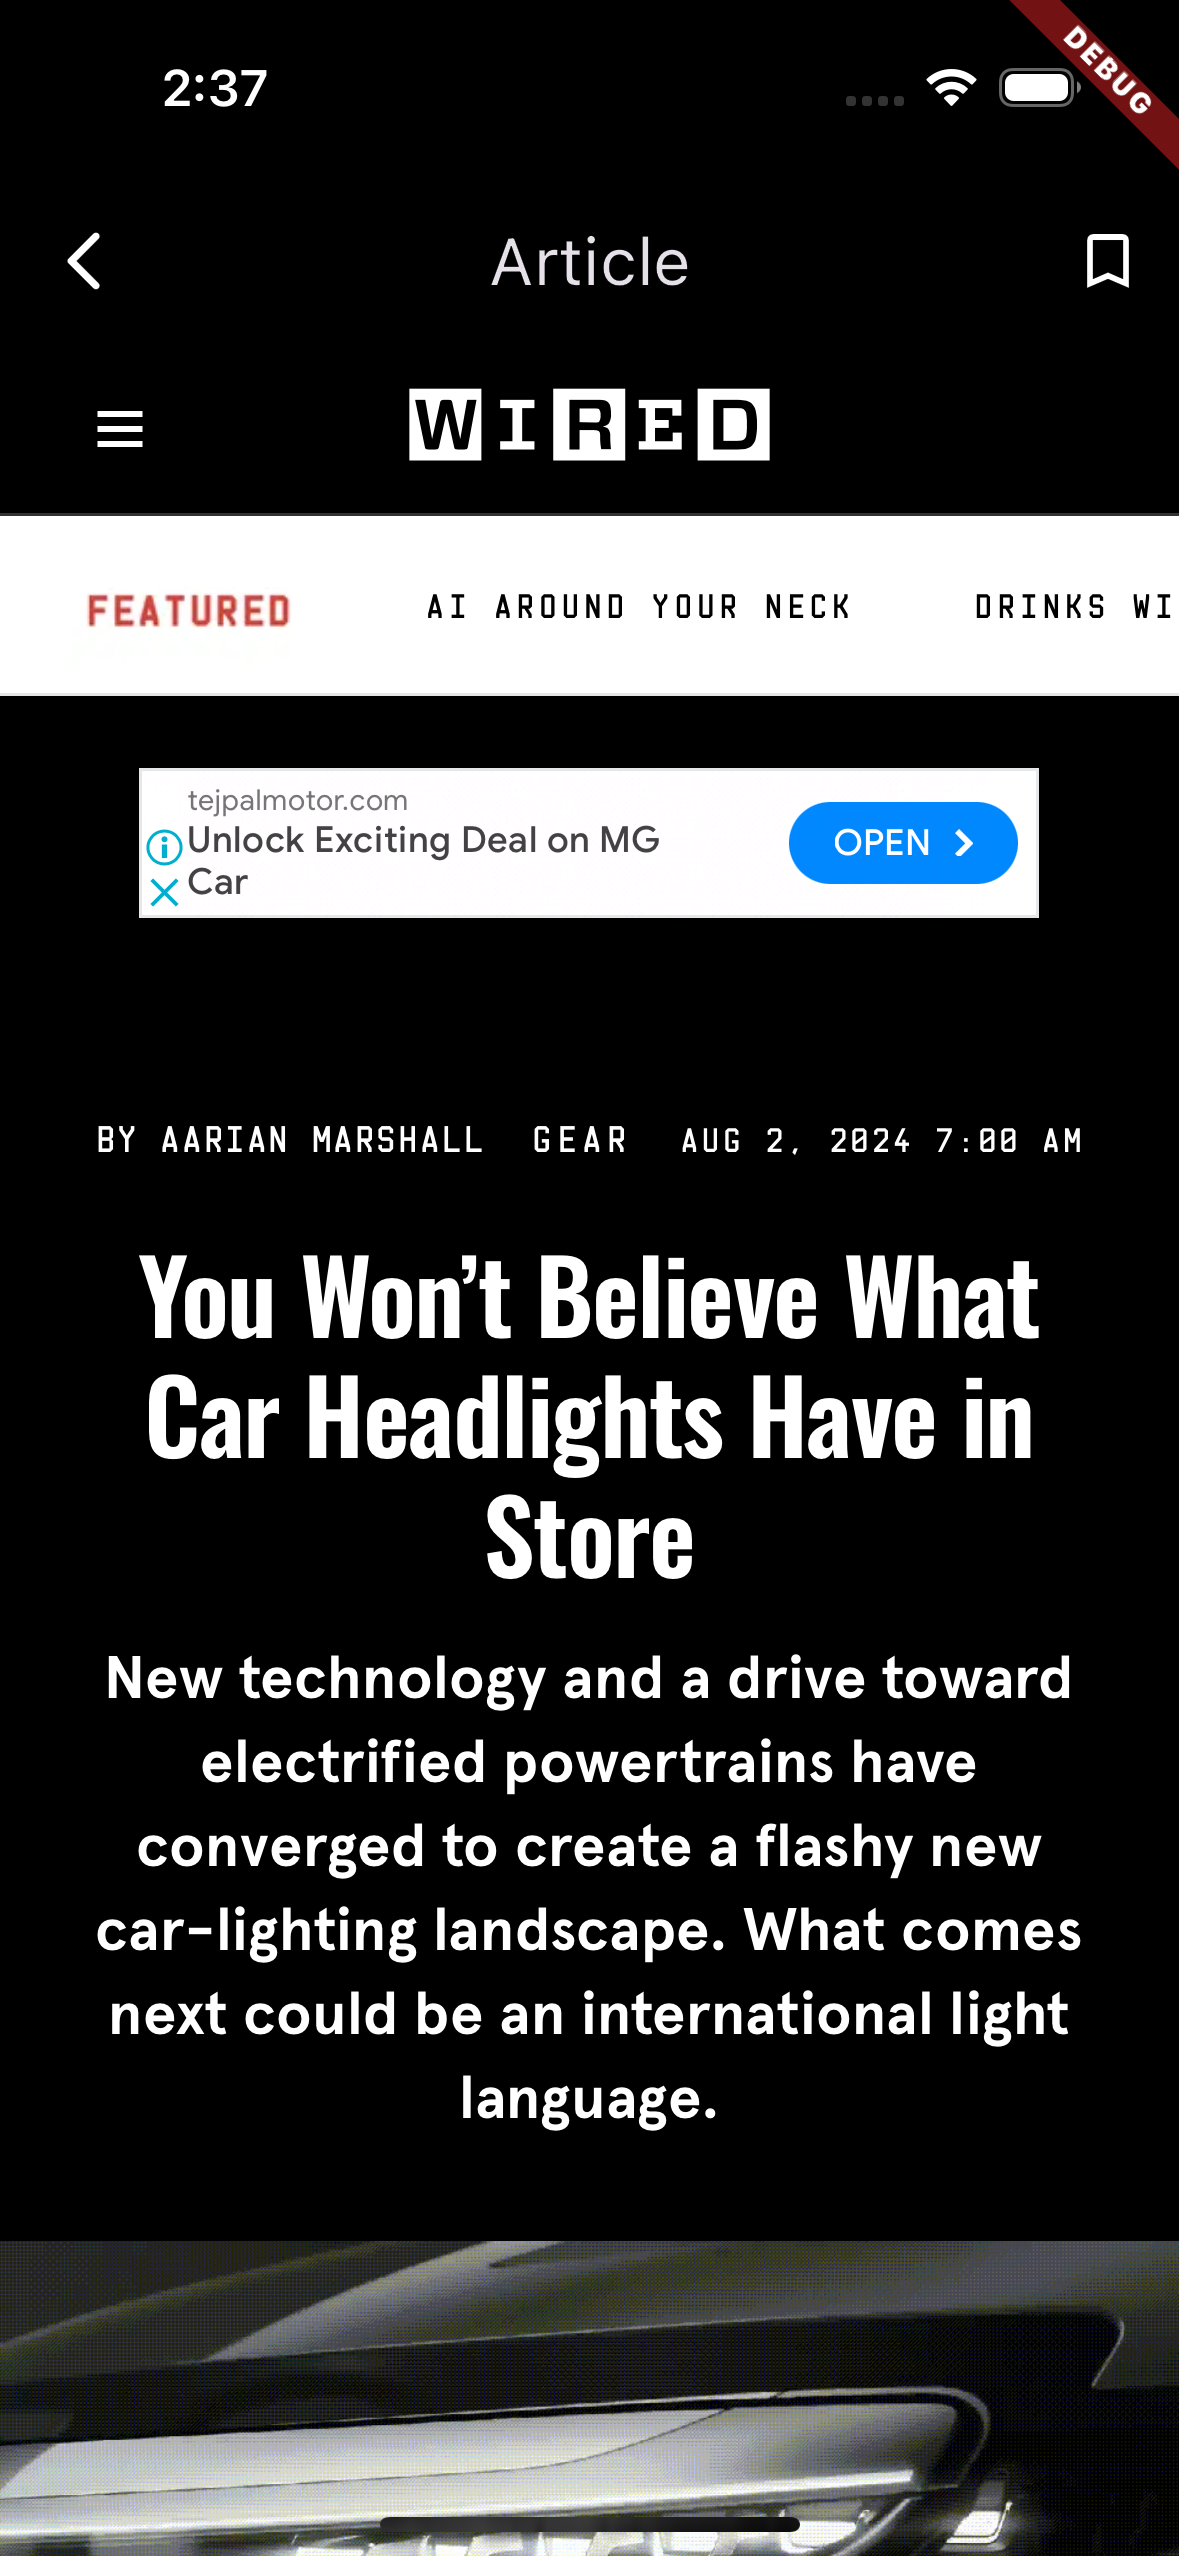 2:37
DEBUG
Article
WIRED
FEATURED
AI AROUND YOUR NECK
DRINKS WI
tejpalmotor.com
Unlock Exciting Deal on MG
Car
OPEN
BY AARIAN MARSHALL GEAR AUG 2, 2024 7:00 AM
You Won’t Believe What
Car Headlights Have in
Store
New technology and a drive toward
electrified powertrains have
converged to create a flashy new
car-lighting landscape. What comes
next could be an international light
language.